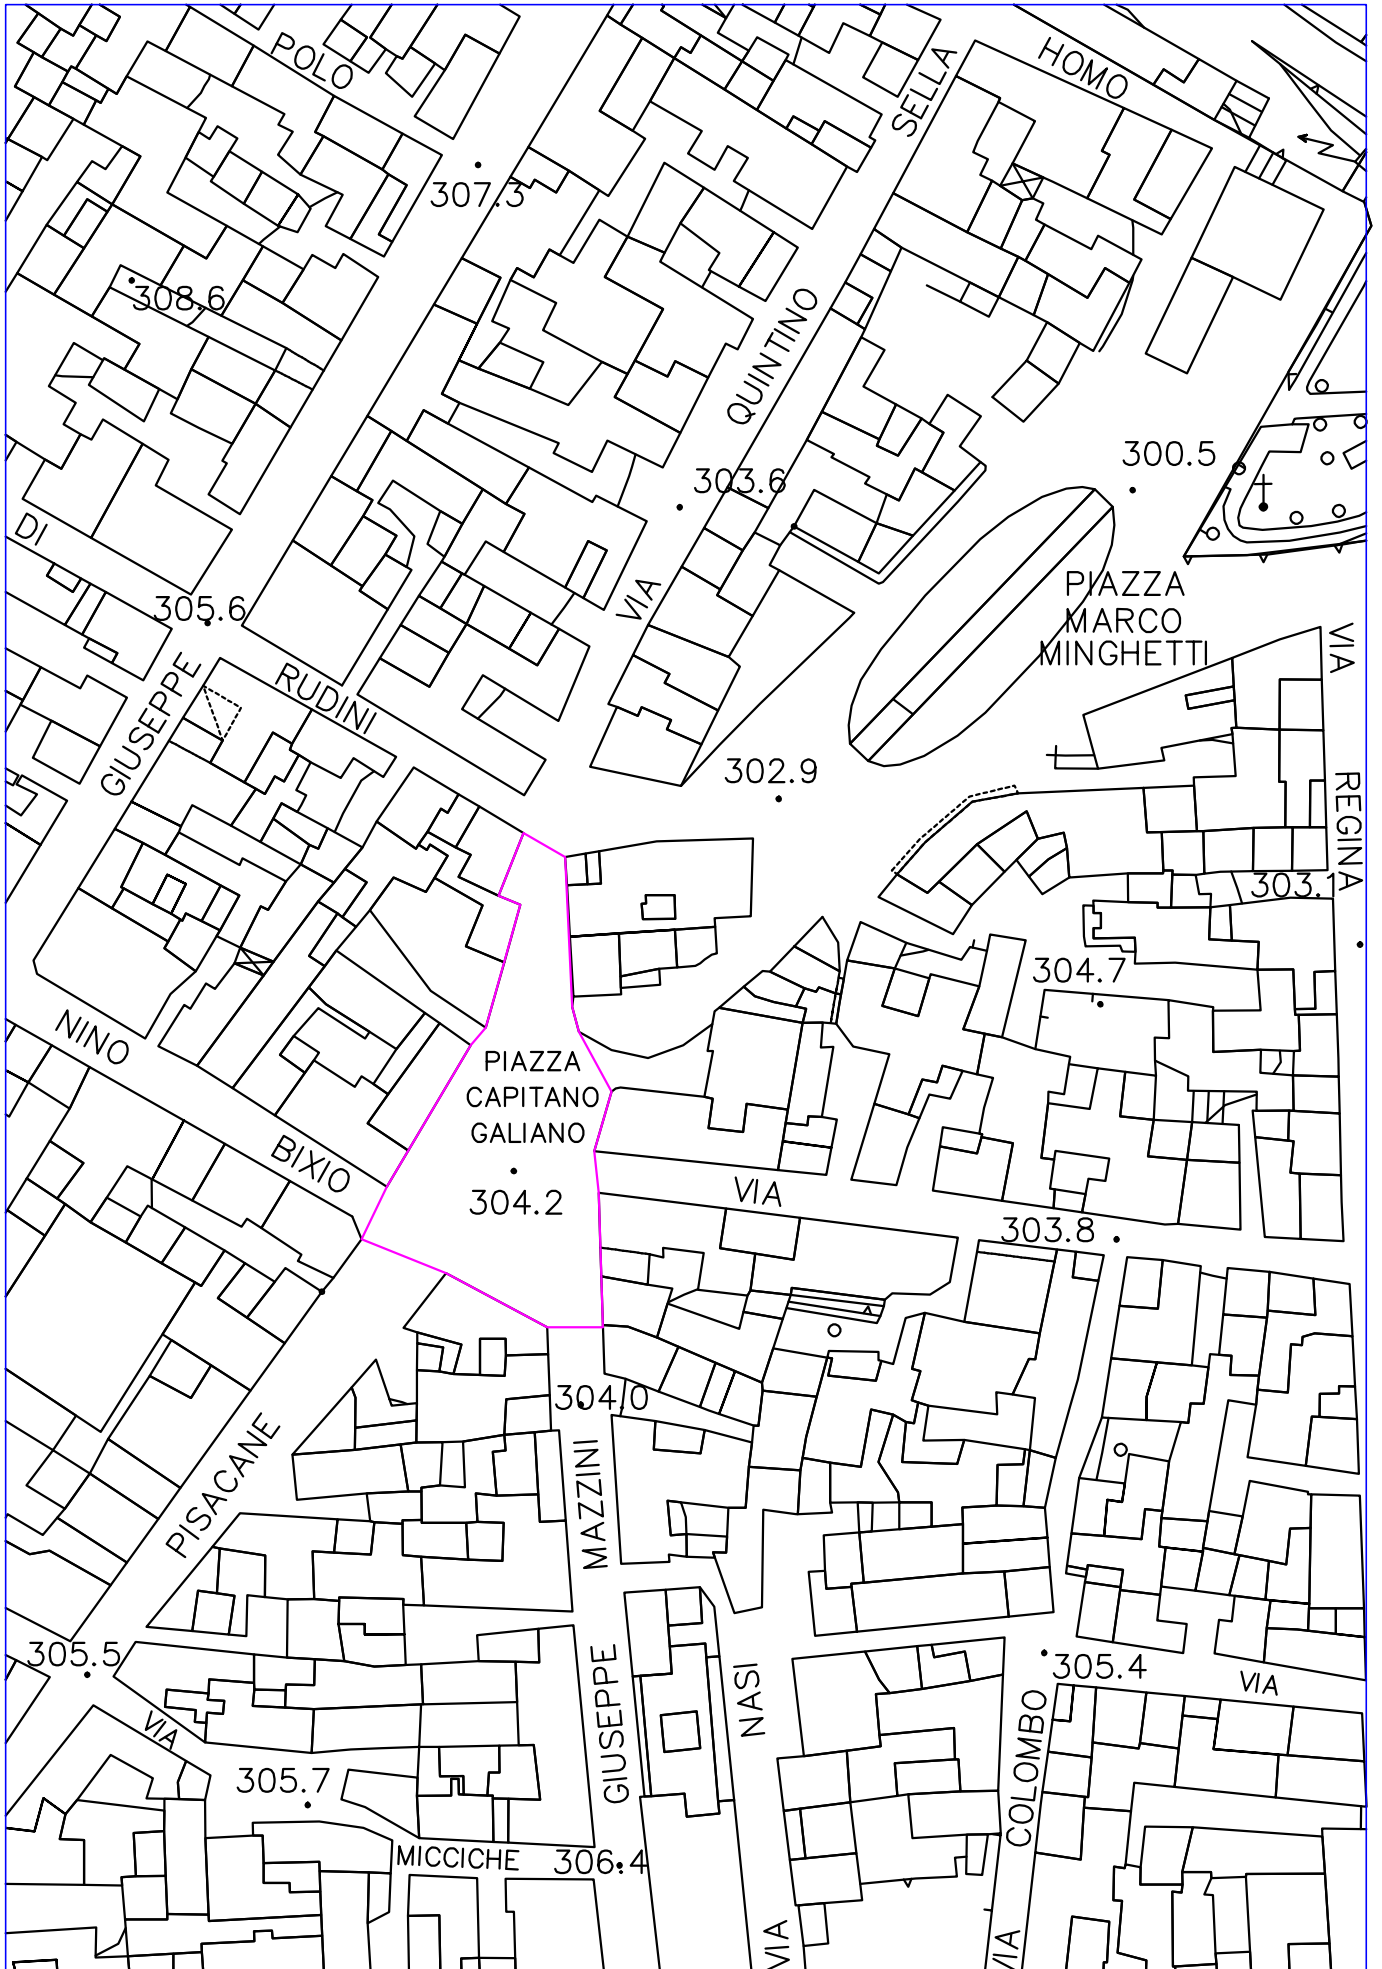 POLO
HOMO
SELLA
307.3
308.6
QUINTINO
300.5
303.6
DI
VIA
305.6
PIAZZA
MARCO
MINGHETTI
VIA
GIUSEPPE
RUDINI
302.9
REGINA
303.1
304.7
NINO
PIAZZA
CAPITANO
GALIANO
BIXIO
304.2
VIA
303.8
304.0
PISACANE
MAZZINI
305.5
305.4
VIA
GIUSEPPE
NASI
VIA
COLOMBO
305.7
MICCICHE
306.4
VIA
VIA